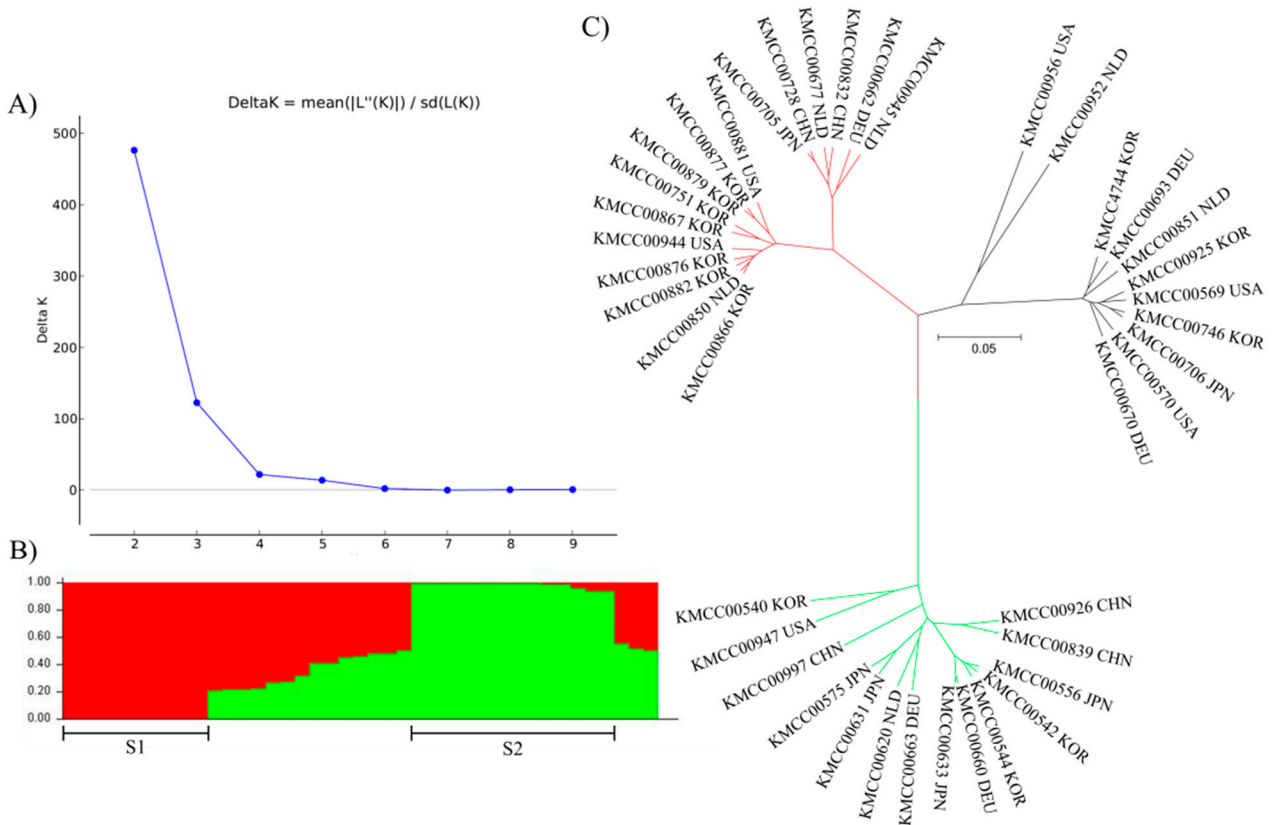 A)
DeltaK = mean(|L''(K)|) / sd(L(K))
500
400
300
200
100
0
Delta K
2 3 4 5 6 7 8 9
B)
1.00
0.80
0.60
0.40
0.20
0.00
S1
S2
C)
KMCC00866 KOR
KMCC00850 NLD
KMCC00882 KOR
KMCC00876 KOR
KMCC00944 USA
KMCC00867 KOR
KMCC00751 KOR
KMCC00879 KOR
KMCC00877 KOR
KMCC00881 USA
KMCC00705 JPN
KMCC00728 CHN
KMCC00677 NLD
KMCC00832 CHN
KMCC00662 DEU
KMCC00945 NLD
KMCC00956 USA
KMCC00952 NLD
KMCC4744 KOR
KMCC00693 DEU
KMCC00851 NLD
KMCC00925 KOR
KMCC00569 USA
KMCC00746 KOR
KMCC00706 JPN
KMCC00570 USA
KMCC00670 DEU
0.05
KMCC00926 CHN
KMCC00839 CHN
KMCC00556 JPN
KMCC00542 KOR
KMCC00544 KOR
KMCC00660 DEU
KMCC00633 JPN
KMCC00663 DEU
KMCC00620 NLD
KMCC00631 JPN
KMCC00575 JPN
KMCC00997 CHN
KMCC00947 USA
KMCC00540 KOR